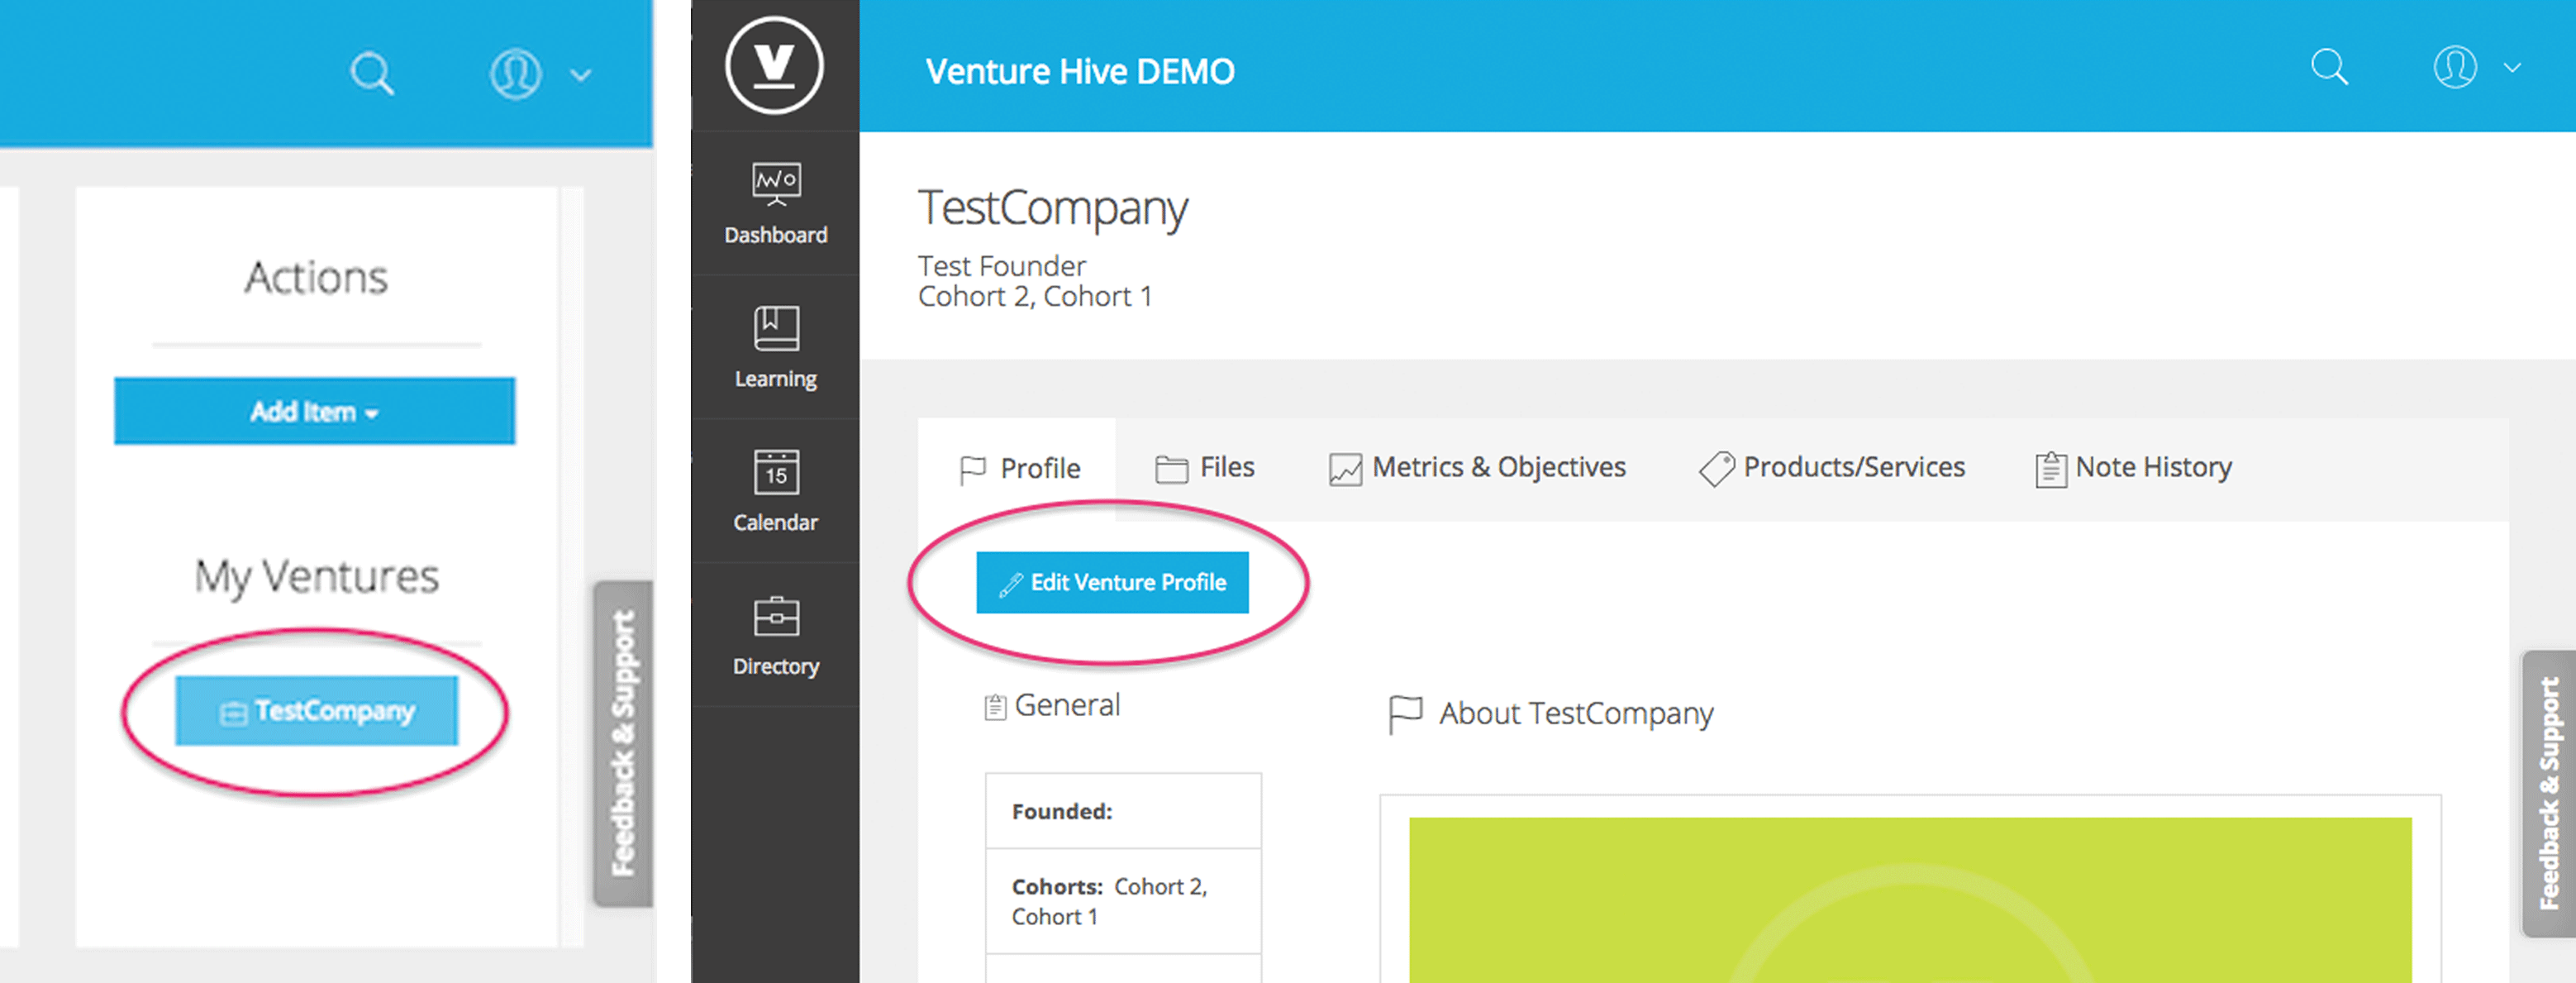 Actions
Add Item
My Ventures
TestCompany
Feedback & Support
V
Dashboard
Learning
15
Calendar
Directory
Venture Hive DEMO
TestCompany
Test Founder
Cohort 2, Cohort 1
Profile
Files
Metrics & Objectives
Products/Services
Note History
Edit Venture Profile
General
Founded:
Cohorts: Cohort 2,
Cohort 1
About TestCompany
Feedback & Support